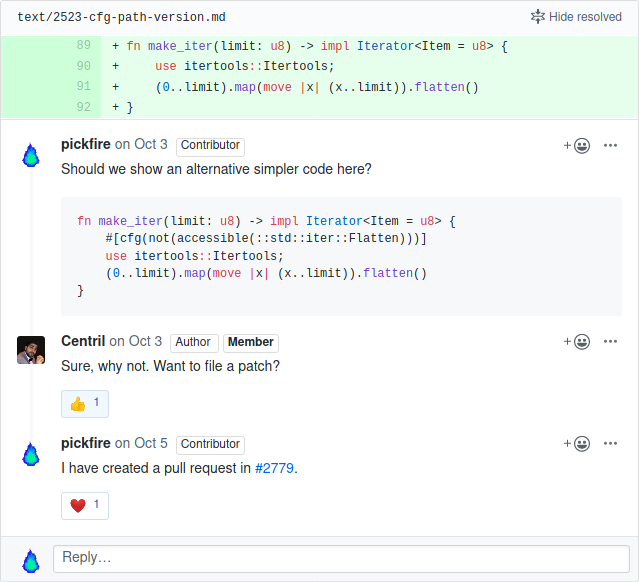 text/2523-cfg-path-version.md
Hide resolved
89 + fn make_iter(limit: u8) -> impl Iterator<Item = u8> {
90 +     use itertools::Itertools;
91 +     (0..limit).map(move |x| (x..limit)).flatten()
92 + }
pickfire on Oct 3 Contributor
Should we show an alternative simpler code here?
fn make_iter(limit: u8) -> impl Iterator<Item = u8> {
    #[cfg(not(accessible(::std::iter::Flatten)))]
    use itertools::Itertools;
    (0..limit).map(move |x| (x..limit)).flatten()
}
Centril on Oct 3 Author Member
Sure, why not. Want to file a patch?
👍 1
pickfire on Oct 5 Contributor
I have created a pull request in #2779.
❤️ 1
Reply…